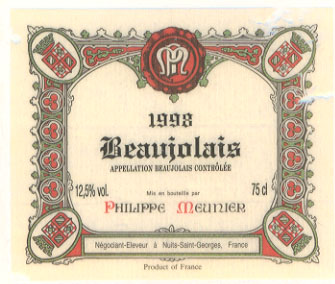 PM
1998
Beaujolais
APPELLATION BEAUJOLAIS CONTRÔLÉE
12,5% vol.
Mis en bouteille par
75 cl
PHILIPPE MEUNIER
Négociant-Eleveur à Nuits-Saint-Georges, France
Product of France